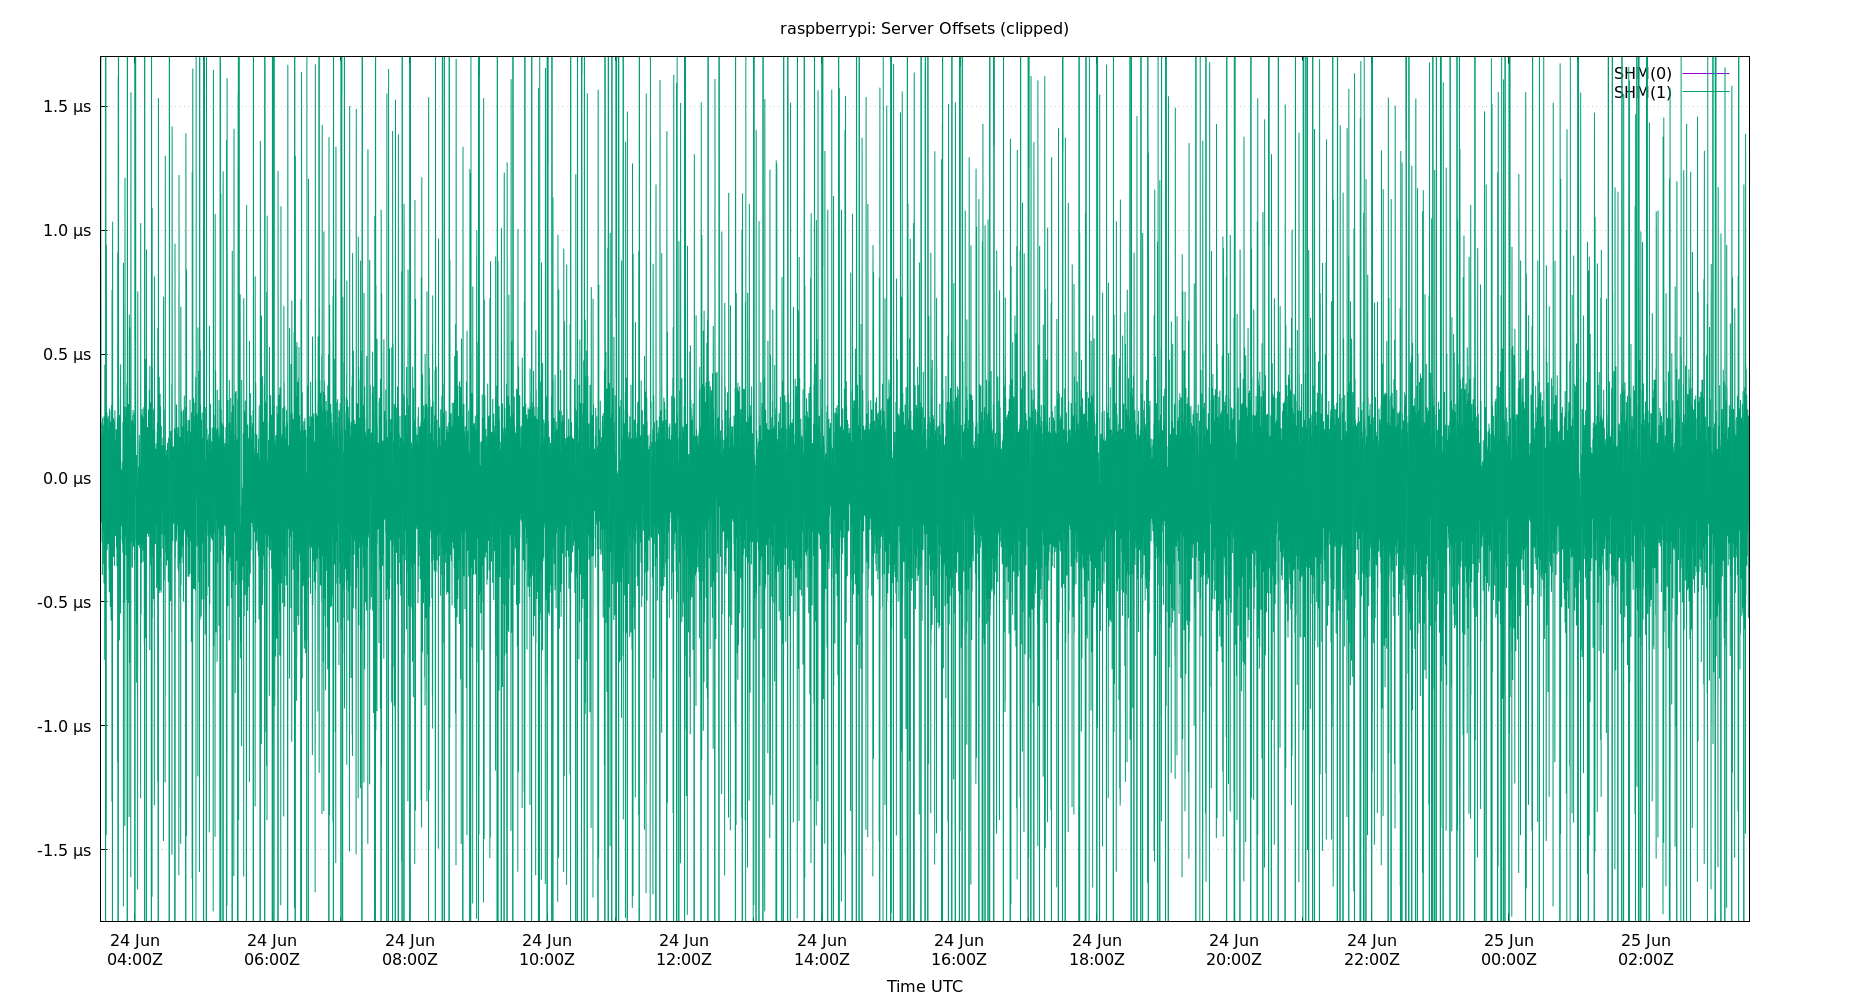 raspberrypi: Server Offsets (clipped)
SHM(0)
SHM(1)
1.5 µs
1.0 µs
0.5 µs
0.0 µs
-0.5 µs
-1.0 µs
-1.5 µs
24 Jun 24 Jun 24 Jun 24 Jun 24 Jun 24 Jun 24 Jun 24 Jun 24 Jun 24 Jun 25 Jun 25 Jun
04:00Z 06:00Z 08:00Z 10:00Z 12:00Z 14:00Z 16:00Z 18:00Z 20:00Z 22:00Z 00:00Z 02:00Z
Time UTC